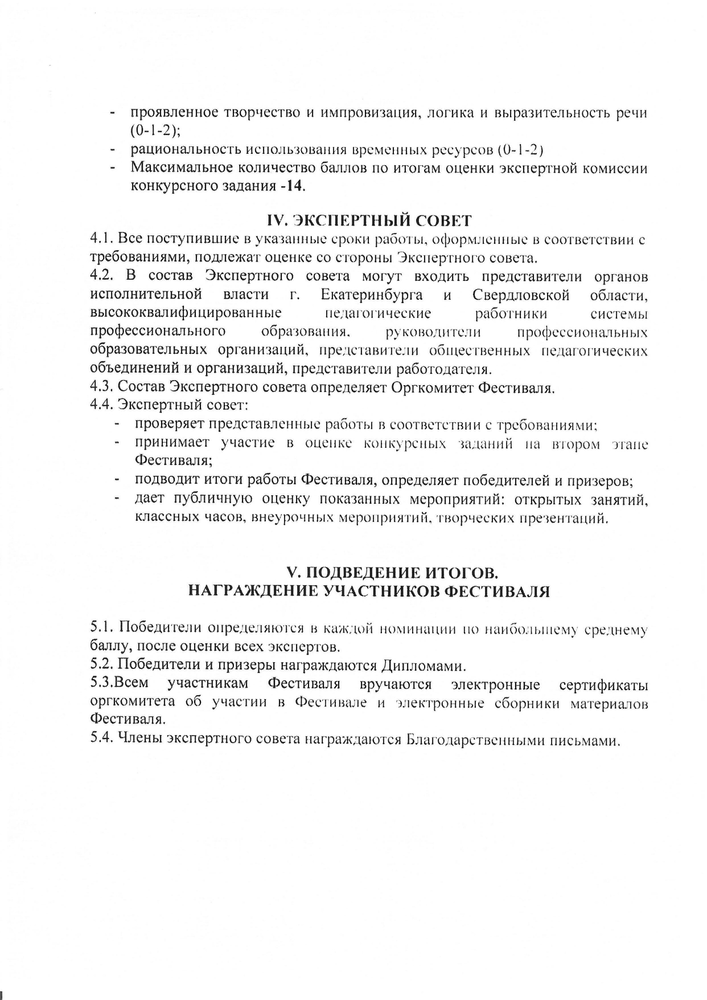 - проявленное творчество и импровизация, логика и выразительность речи
(0-1-2);
- рациональность использования временных ресурсов (0-1-2)
- Максимальное количество баллов по итогам оценки экспертной комиссии
конкурсного задания -14.
IV. ЭКСПЕРТНЫЙ СОВЕТ
4.1. Все поступившие в указанные сроки работы, оформленные в соответствии с
требованиями, подлежат оценке со стороны Экспертного совета.
4.2. В состав Экспертного совета могут входить представители органов
исполнительной власти г. Екатеринбурга и Свердловской области,
высококвалифицированные педагогические работники системы
профессионального образования, руководители профессиональных
образовательных организаций, представители общественных педагогических
объединений и организаций, представители работодателя.
4.3. Состав Экспертного совета определяет Оргкомитет Фестиваля.
4.4. Экспертный совет:
- проверяет представленные работы в соответствии с требованиями;
- принимает участие в оценке конкурсных заданий на втором этапе
Фестиваля;
- подводит итоги работы Фестиваля, определяет победителей и призеров;
- дает публичную оценку показанных мероприятий: открытых занятий,
классных часов, внеурочных мероприятий, творческих презентаций.
V. ПОДВЕДЕНИЕ ИТОГОВ.
НАГРАЖДЕНИЕ УЧАСТНИКОВ ФЕСТИВАЛЯ
5.1. Победители определяются в каждой номинации по наибольшему среднему
баллу, после оценки всех экспертов.
5.2. Победители и призеры награждаются Дипломами.
5.3.Всем участникам Фестиваля вручаются электронные сертификаты
оргкомитета об участии в Фестивале и электронные сборники материалов
Фестиваля.
5.4. Члены экспертного совета награждаются Благодарственными письмами.